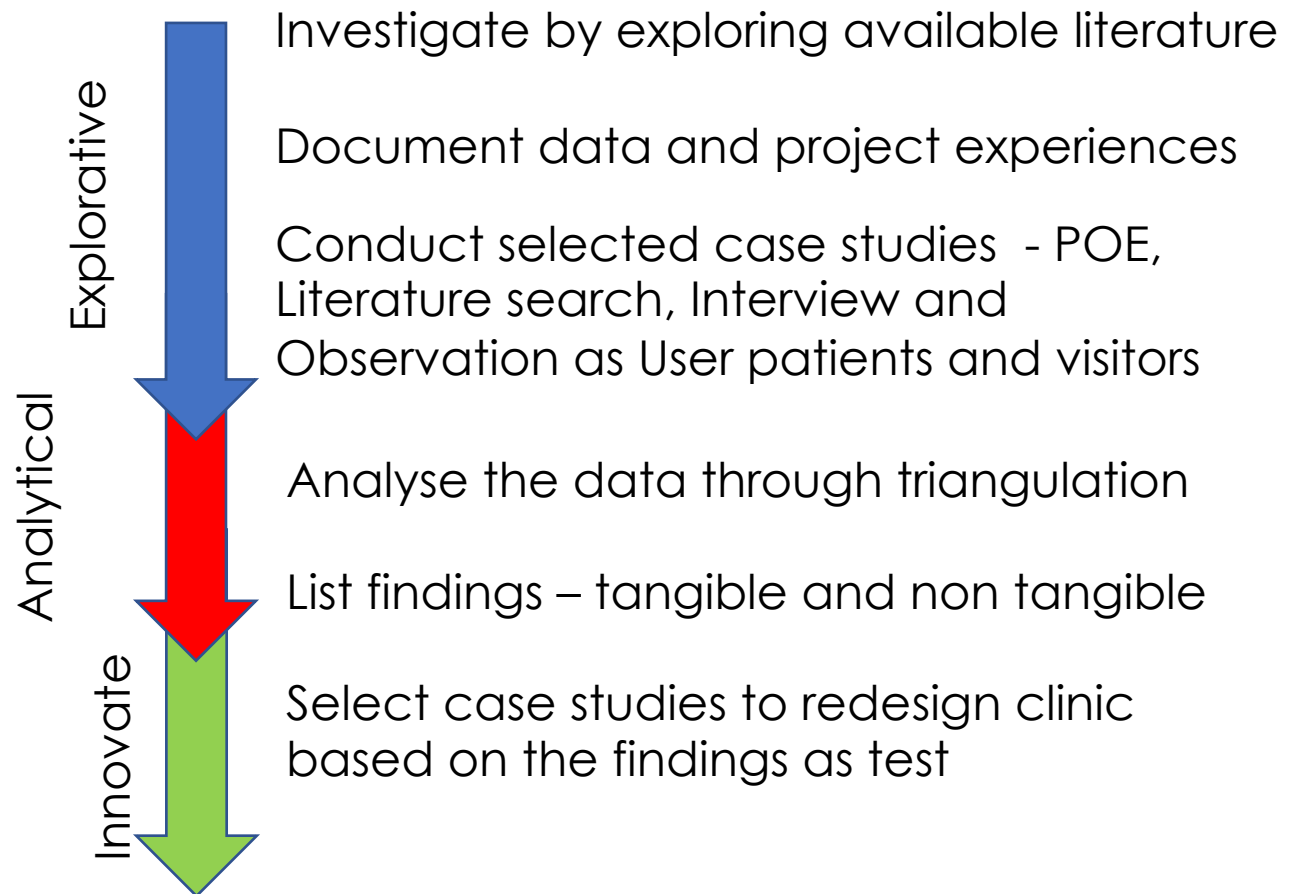 Explorative
Investigate by exploring available literature
Document data and project experiences
Conduct selected case studies - POE,
Literature search, Interview and
Observation as User patients and visitors
Analytical
Analyse the data through triangulation
List findings – tangible and non tangible
Innovate
Select case studies to redesign clinic
based on the findings as test